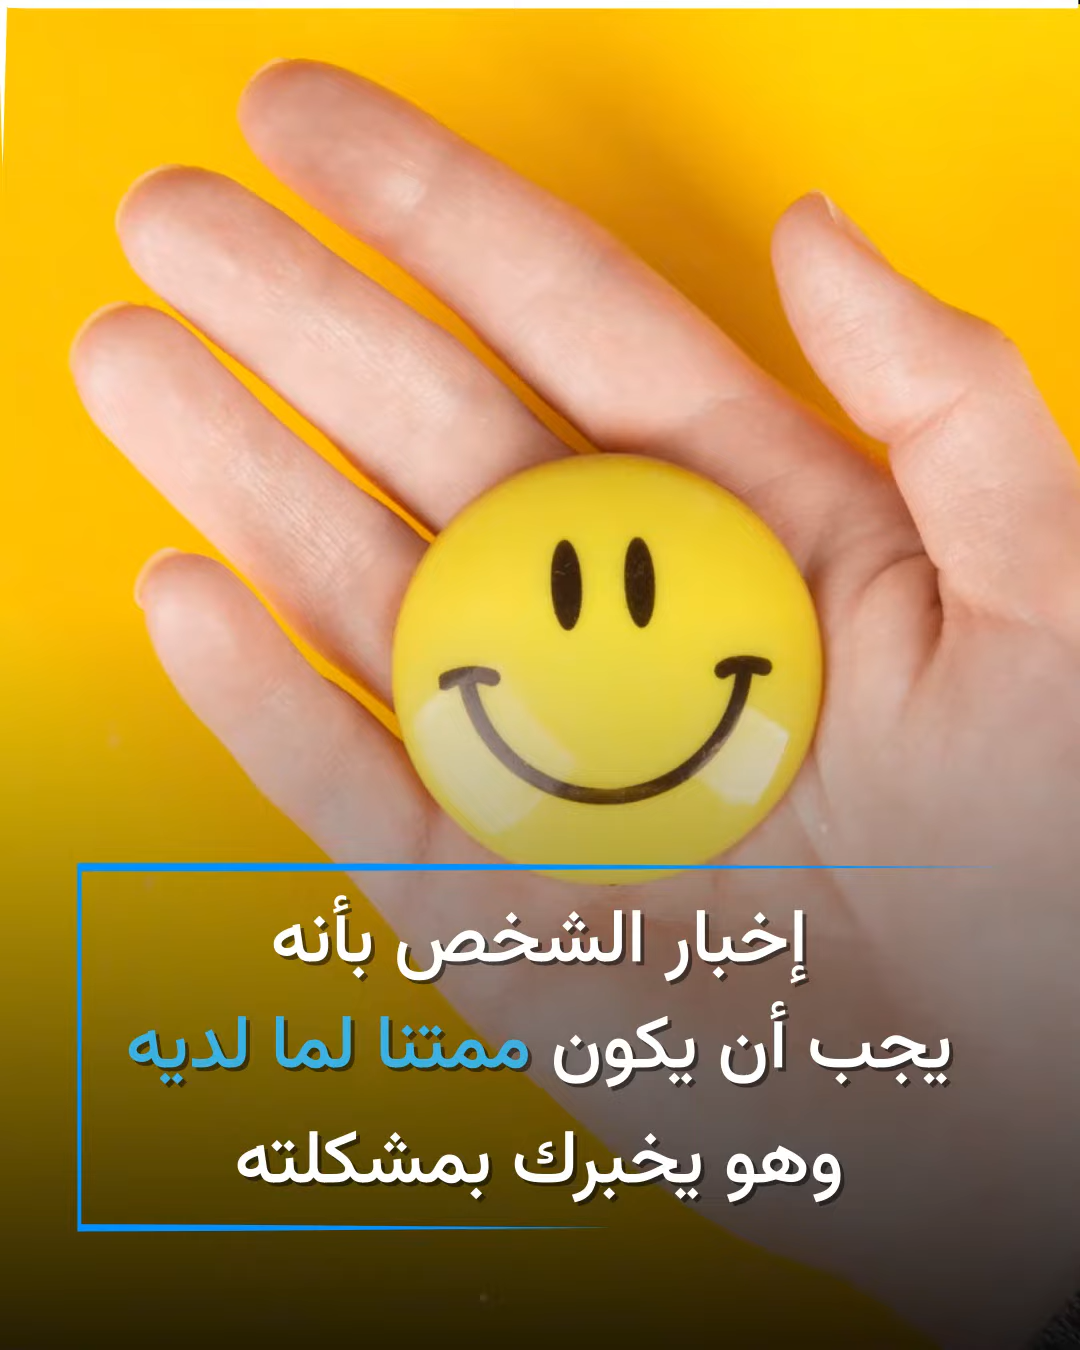 إخبار الشخص بأنه
يجب أن يكون ممتنا لما لديه
وهو يخبرك بمشكلته